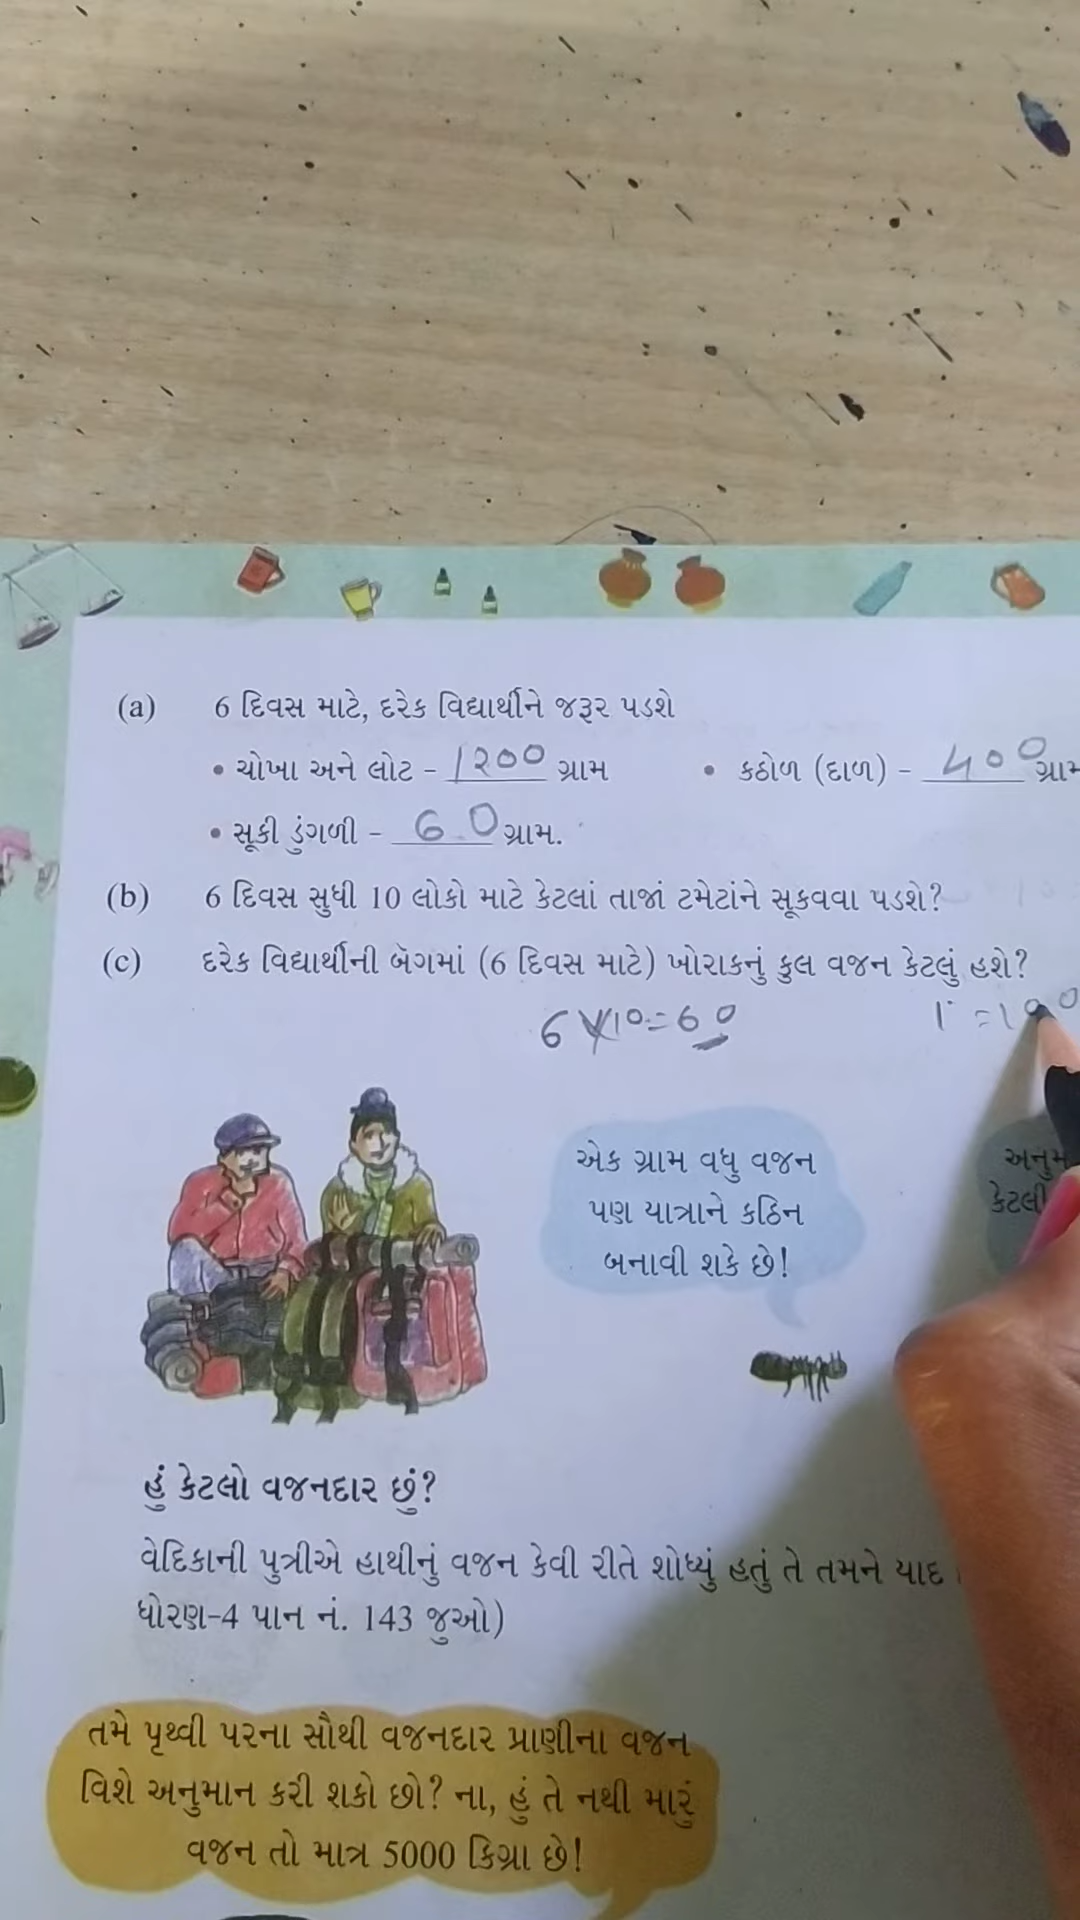 (a) 6 દિવસ માટે, દરેક વિદ્યાર્થીને જરૂર પડશે
• ચોખા અને લોટ - 1200 ગ્રામ • કઠોળ (દાળ) - 400 ગ્રામ
• સૂકી ડુંગળી - 60 ગ્રામ.
(b) 6 દિવસ સુધી 10 લોકો માટે કેટલાં તાજાં ટમેટાંને સૂકવવા પડશે?
(c) દરેક વિદ્યાર્થીની બૅગમાં (6 દિવસ માટે) ખોરાકનું કુલ વજન કેટલું હશે?
6 X 10 = 60
એક ગ્રામ વધુ વજન
પણ યાત્રાને કઠિન
બનાવી શકે છે!
હું કેટલો વજનદાર છું?
વેદિકાની પુત્રીએ હાથીનું વજન કેવી રીતે શોધ્યું હતું તે તમને યાદ
ધોરણ-4 પાન નં. 143 જુઓ)
તમે પૃથ્વી પરના સૌથી વજનદાર પ્રાણીના વજન
વિશે અનુમાન કરી શકો છો? ના, હું તે નથી મારું
વજન તો માત્ર 5000 કિગ્રા છે!